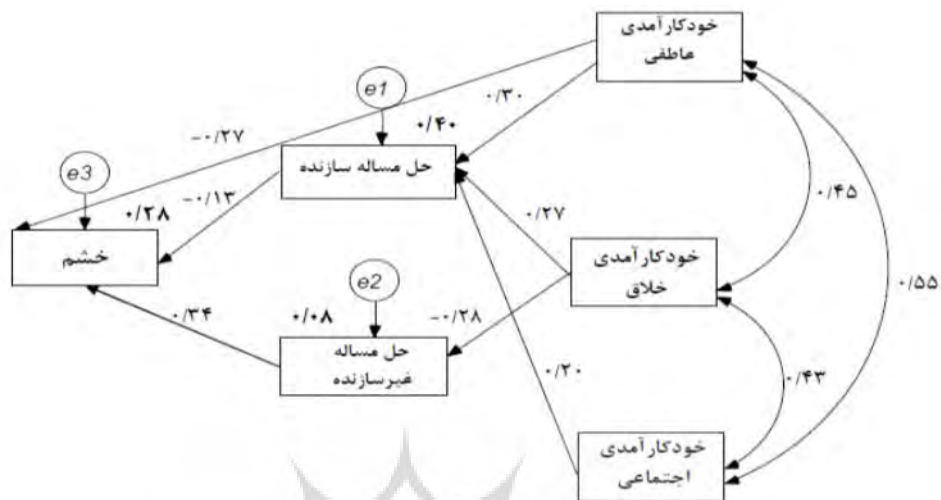 خودکارآمدی
عاطفی
e1
۰/۳۰
۰/۴۰
-۰/۲۷
حل مساله سازنده
e3
۰/۴۵
-۰/۱۳
۰/۲۸
۰/۲۷
خشم
خودکارآمدی
خلاق
e2
۰/۵۵
-۰/۲۸
۰/۰۸
۰/۳۴
حل مساله
غیرسازنده
۰/۲۰
۰/۴۳
خودکارآمدی
اجتماعی